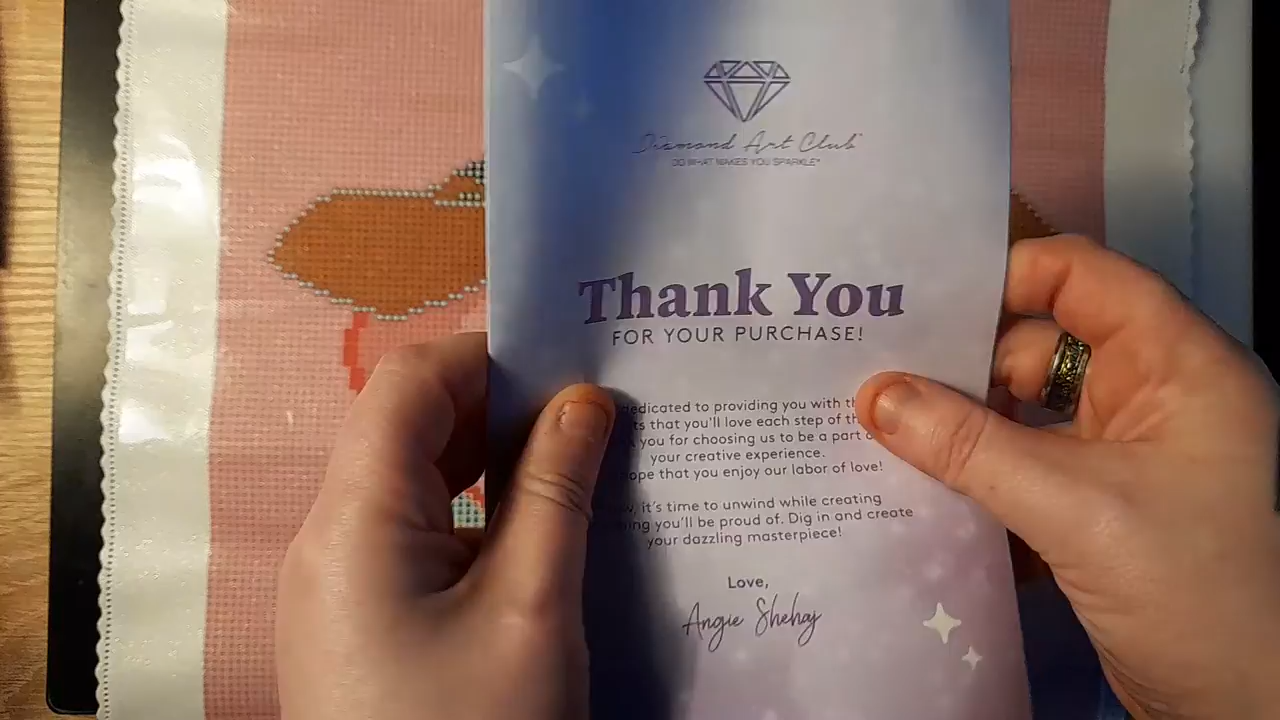 Diamond Art Club
DO WHAT MAKES YOU SPARKLE
Thank You
FOR YOUR PURCHASE!
dedicated to providing you with
that you'll love each step of
you for choosing us to be a part
your creative experience.
hope that you enjoy our labor of love!
it's time to unwind while creating
you'll be proud of. Dig in and create
your dazzling masterpiece!
Love,
Angie Shehaj